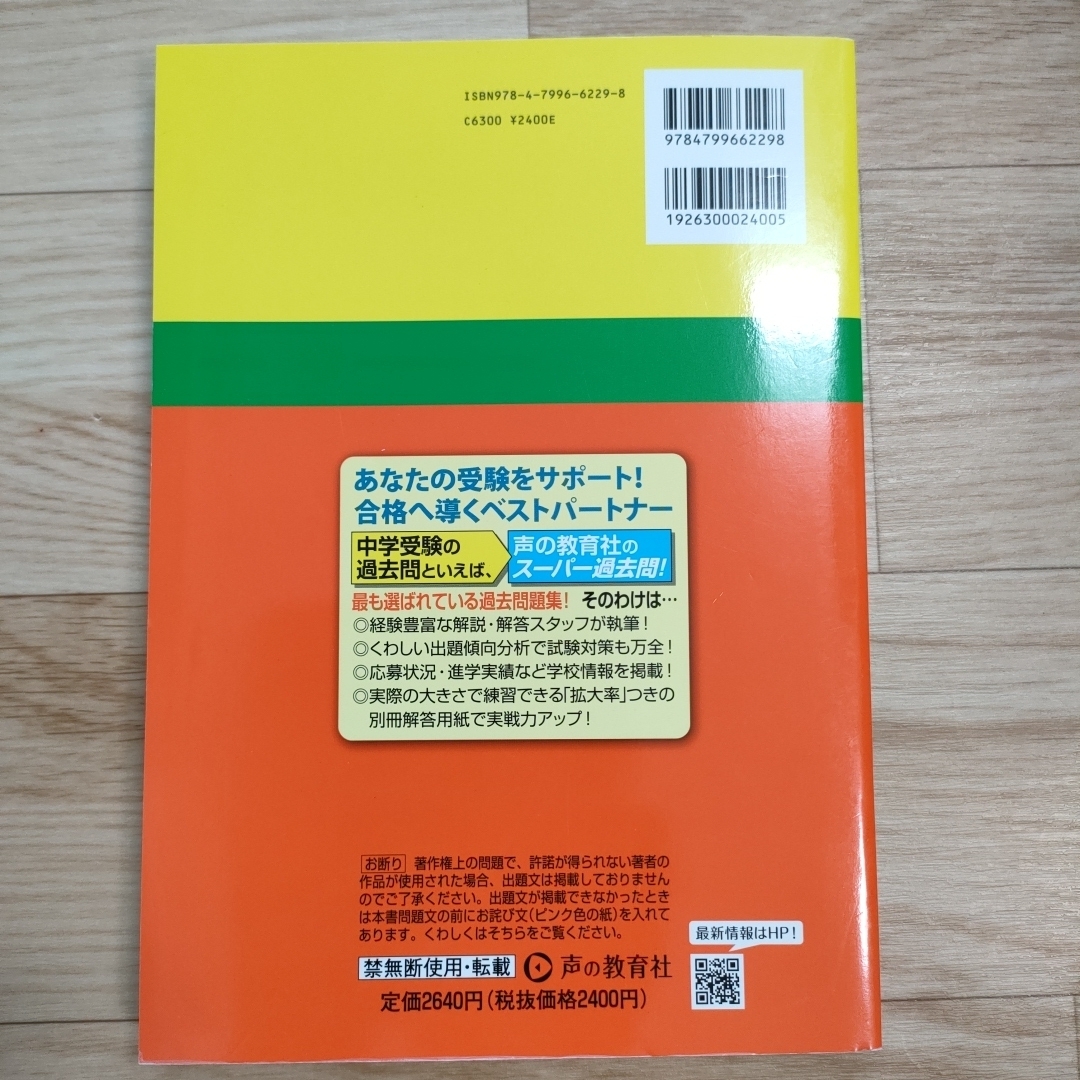 ISBN978-4-7996-6229-8
C6300 ¥2400E
9784799662298
1926300024005
あなたの受験をサポート!
合格へ導くベストパートナー
中学受験の
過去問といえば、
声の教育社の
スーパー過去問!
最も選ばれている過去問題集! そのわけは…
◎経験豊富な解説・解答スタッフが執筆!
◎くわしい出題傾向分析で試験対策も万全!
◎応募状況・進学実績など学校情報を掲載!
◎実際の大きさで練習できる「拡大率」つきの
別冊解答用紙で実戦力アップ!
お断り 著作権上の問題で、許諾が得られない著者の
作品が使用された場合、出題文は掲載しておりません
のでご了承ください。出題文が掲載できなかったとき
は本書問題文の前にお詫び文(ピンク色の紙)を入れて
あります。くわしくはそちらをご覧ください。
最新情報はHP!
禁無断使用・転載 声の教育社
定価2640円(税抜価格2400円)